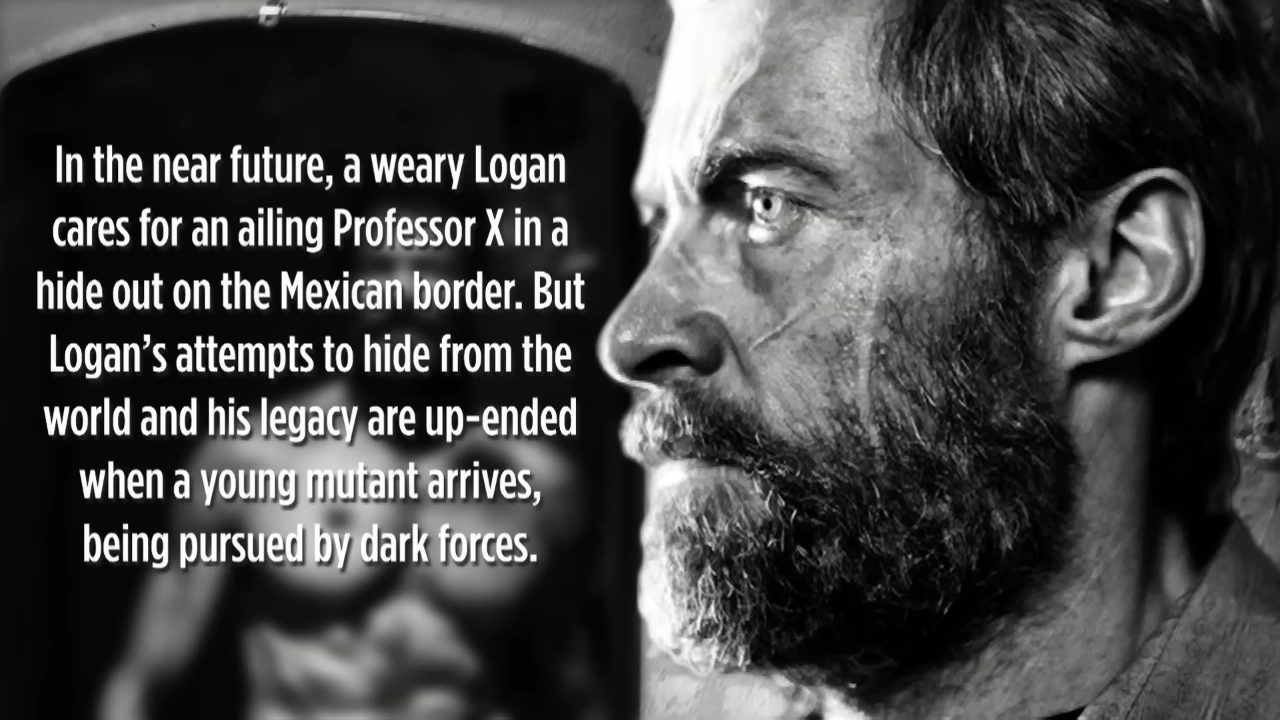 In the near future, a weary Logan
cares for an ailing Professor X in a
hide out on the Mexican border. But
Logan’s attempts to hide from the
world and his legacy are up-ended
when a young mutant arrives,
being pursued by dark forces.